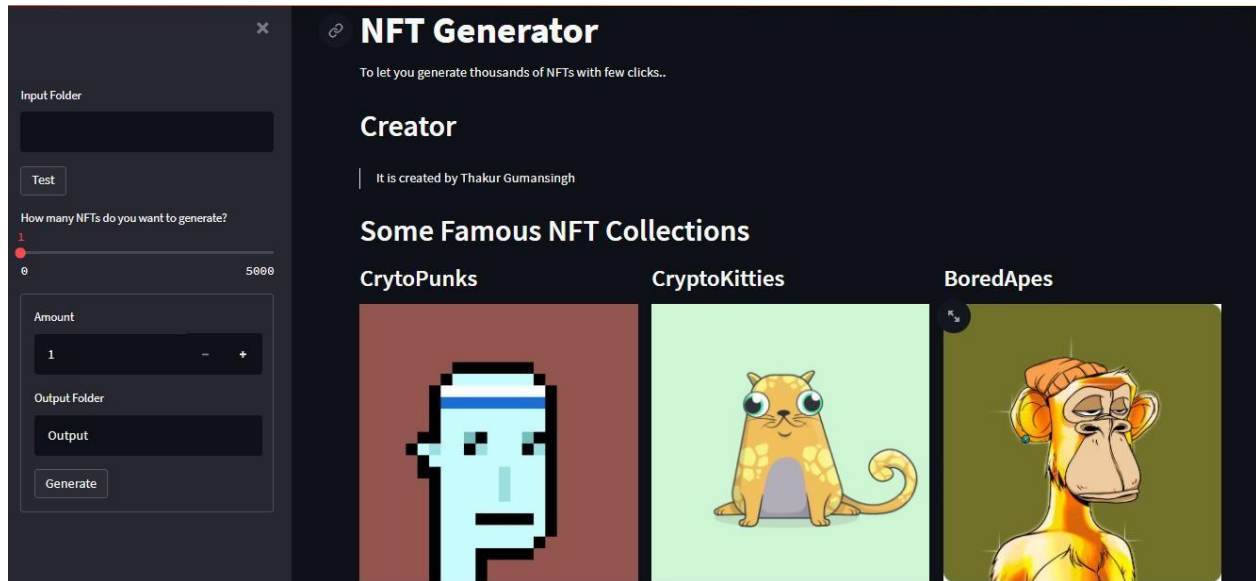 Input Folder
Test
How many NFTs do you want to generate?
1
0 5000
Amount
1 − +
Output Folder
Output
Generate
NFT Generator
To let you generate thousands of NFTs with few clicks..
Creator
It is created by Thakur Gumansingh
Some Famous NFT Collections
CrytoPunks CryptoKitties BoredApes